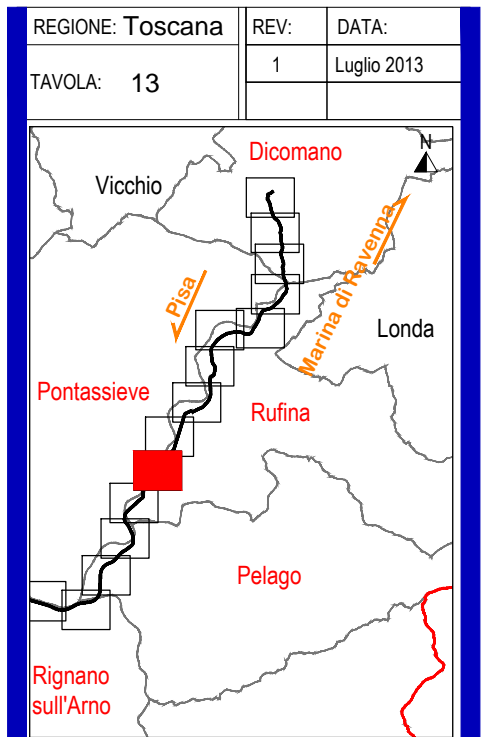 REGIONE: Toscana
REV:
DATA:
1
Luglio 2013
TAVOLA: 13
N
Dicomano
Vicchio
Marina di Ravenna
Pisa
Londa
Pontassieve
Rufina
Pelago
Rignano
sull'Arno